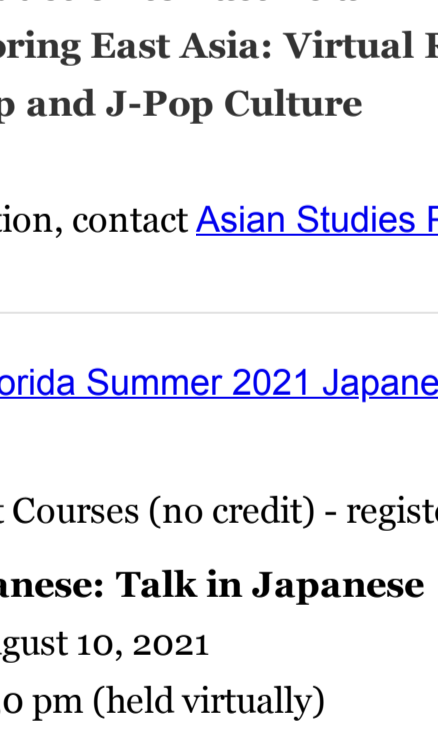 oring East Asia: Virtual
p and J-Pop Culture
tion, contact Asian Studies
orida Summer 2021 Japane
t Courses (no credit) - regist
anese: Talk in Japanese
gust 10, 2021
0 pm (held virtually)